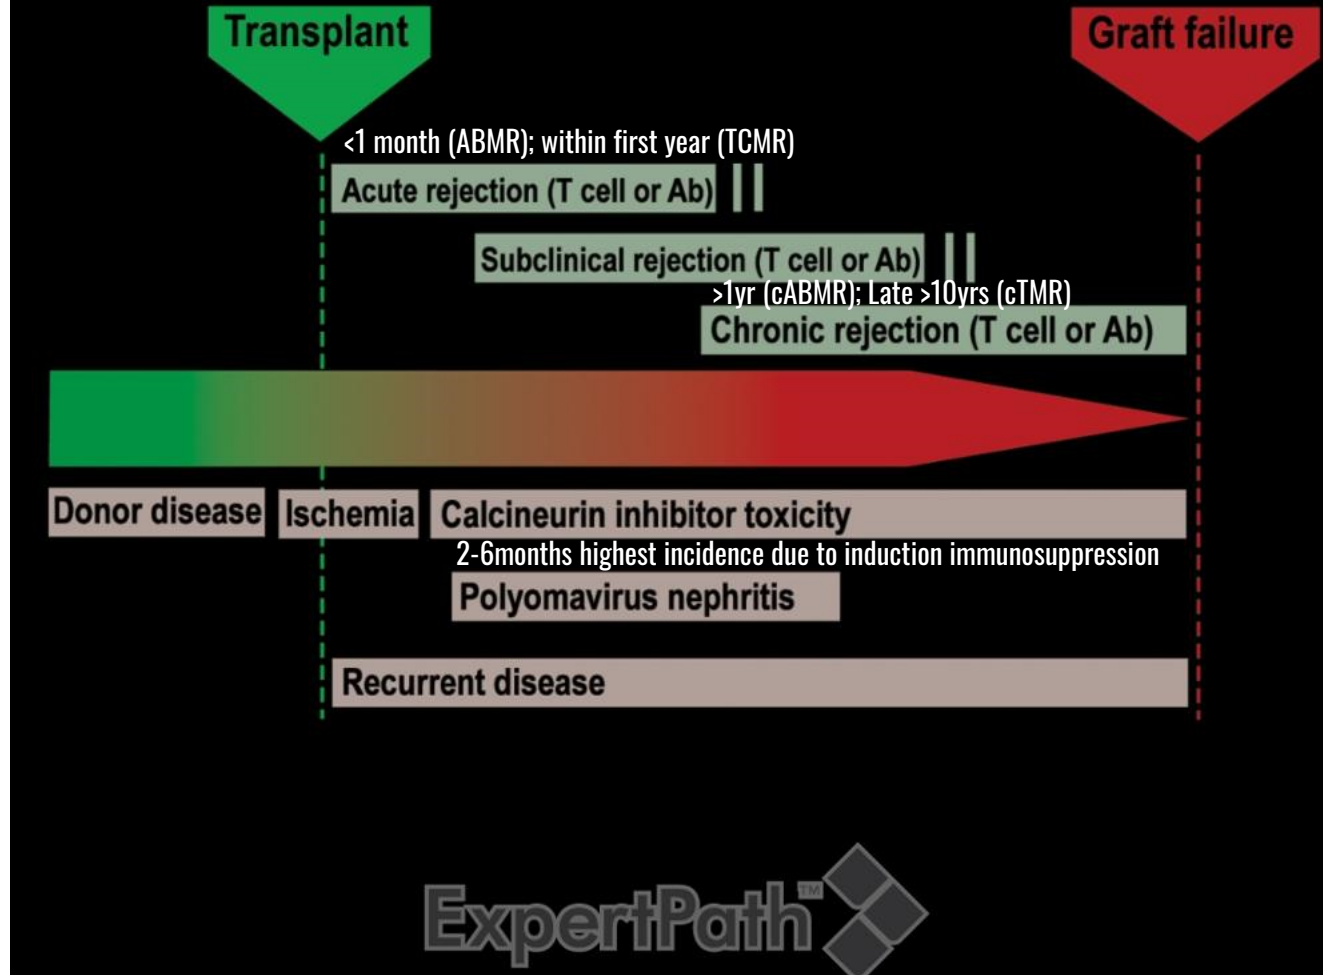 Transplant
Graft failure
<1 month (ABMR); within first year (TCMR)
Acute rejection (T cell or Ab)
Subclinical rejection (T cell or Ab)
>1yr (cABMR); Late >10yrs (cTMR)
Chronic rejection (T cell or Ab)
Donor disease
Ischemia
Calcineurin inhibitor toxicity
2-6months highest incidence due to induction immunosuppression
Polyomavirus nephritis
Recurrent disease
ExpertPath™